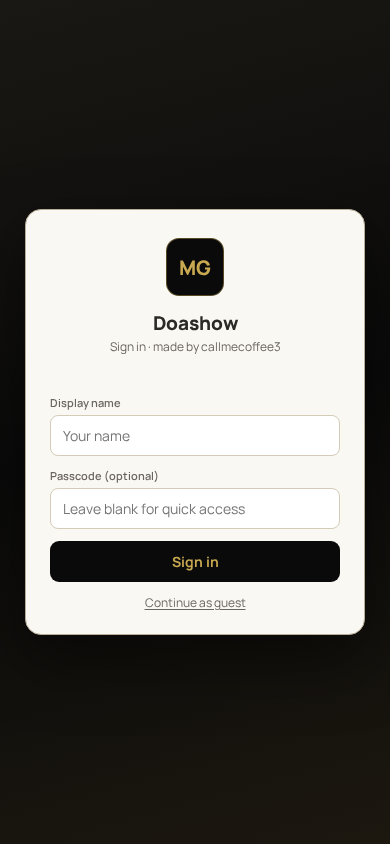 MG
Doashow
Sign in · made by callmecoffee3
Display name
Your name
Passcode (optional)
Leave blank for quick access
Sign in
Continue as guest